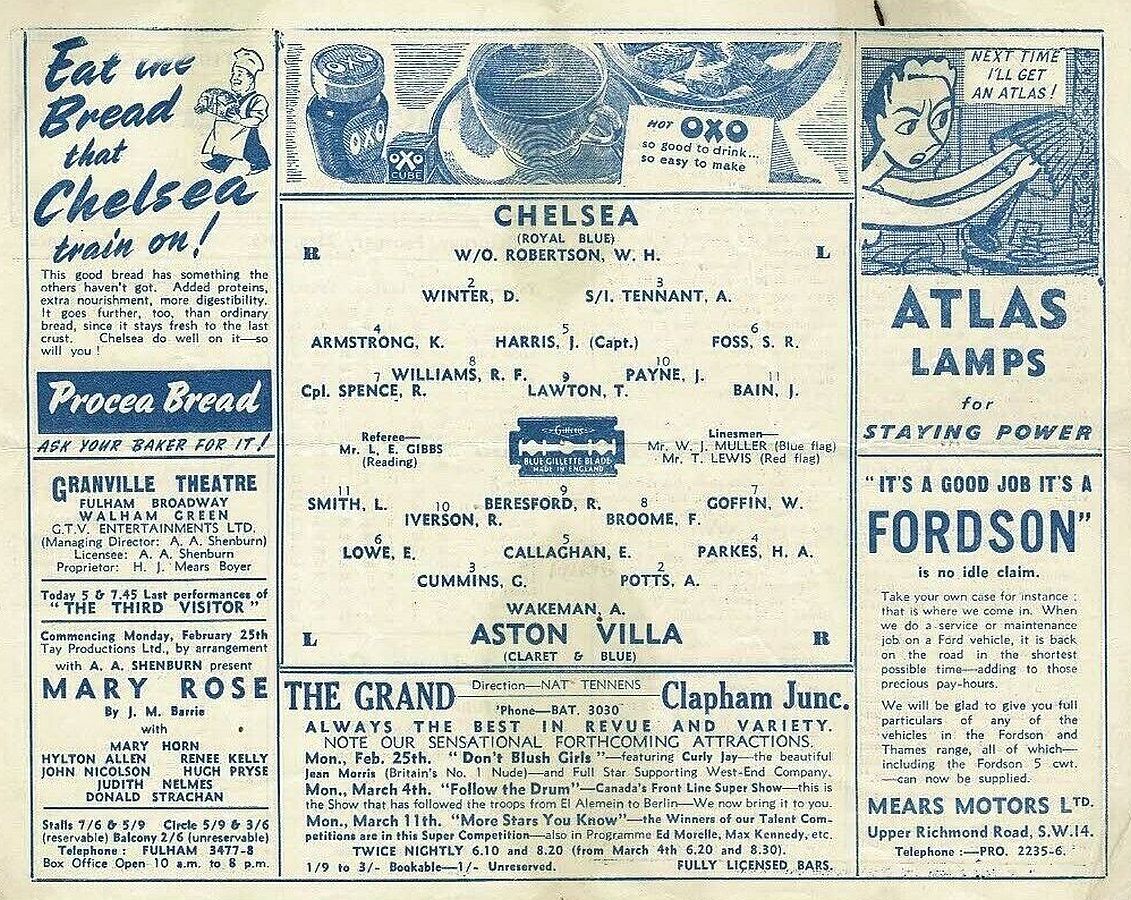 Eat the
Bread
that
Chelsea
train on!
This good bread has something the
others haven't got. Added proteins,
extra nourishment, more digestibility.
It goes further, too, than ordinary
bread, since it stays fresh to the last
crust. Chelsea do well on it—so
will you !
Procea Bread
ASK YOUR BAKER FOR IT!
GRANVILLE THEATRE
FULHAM BROADWAY
WALHAM GREEN
G.T.V. ENTERTAINMENTS LTD.
(Managing Director: A. A. Shenburn)
Licensee: A. A. Shenburn
Proprietor: H. J. Mears Boyer
Today 5 & 7.45 Last performances of
"THE THIRD VISITOR"
Commencing Monday, February 25th
Tay Productions Ltd., by arrangement
with A. A. SHENBURN present
MARY ROSE
By J. M. Barrie
with
MARY HORN
HYLTON ALLEN RENEE KELLY
JOHN NICOLSON HUGH PRYSE
JUDITH NELMES
DONALD STRACHAN
Stalls 7/6 & 5/9 Circle 5/9 & 3/6
(reservable) Balcony 2/6 (unreservable)
Telephone : FULHAM 3477-8
Box Office Open 10 a.m. to 8 p.m.
OXO
OXO
OXO
CUBE
HOT OXO
so good to drink...
so easy to make
CHELSEA
(ROYAL BLUE)
R L
W/O. ROBERTSON, W. H.
2 3
WINTER, D. S/I. TENNANT, A.
4 5 6
ARMSTRONG, K. HARRIS, J. (Capt.) FOSS, S. R.
8 10
WILLIAMS, R. F. PAYNE, J.
7 9 11
Cpl. SPENCE, R. LAWTON, T. BAIN, J.
Referee—
Mr. L. E. GIBBS
(Reading)
Gillette
BLUE GILLETTE BLADE
MADE IN ENGLAND
Linesmen—
Mr. W. J. MULLER (Blue flag)
Mr. T. LEWIS (Red flag)
11 9 7
SMITH, L. BERESFORD, R. GOFFIN, W.
10 8
IVERSON, R. BROOME, F.
6 5 4
LOWE, E. CALLAGHAN, E. PARKES, H. A.
3 2
CUMMINS, G. POTTS, A.
WAKEMAN, A.
L R
ASTON VILLA
(CLARET & BLUE)
THE GRAND Direction—NAT TENNENS Clapham Junc.
'Phone—BAT. 3030
ALWAYS THE BEST IN REVUE AND VARIETY.
NOTE OUR SENSATIONAL FORTHCOMING ATTRACTIONS.
Mon., Feb. 25th. "Don't Blush Girls"—featuring Curly Jay—the beautiful
Jean Morris (Britain's No. 1 Nude)—and Full Star Supporting West-End Company.
Mon., March 4th. "Follow the Drum"—Canada's Front Line Super Show—this is
the Show that has followed the troops from El Alemein to Berlin—We now bring it to you.
Mon., March 11th. "More Stars You Know"—the Winners of our Talent Com-
petitions are in this Super Competition—also in Programme Ed Morelle, Max Kennedy, etc.
TWICE NIGHTLY 6.10 and 8.20 (from March 4th 6.20 and 8.30).
1/9 to 3/- Bookable—1/- Unreserved. FULLY LICENSED BARS.
NEXT TIME
I'LL GET
AN ATLAS!
ATLAS
LAMPS
for
STAYING POWER
"IT'S A GOOD JOB IT'S A
FORDSON"
is no idle claim.
Take your own case for instance :
that is where we come in. When
we do a service or maintenance
job on a Ford vehicle, it is back
on the road in the shortest
possible time—adding to those
precious pay-hours.
We will be glad to give you full
particulars of any of the
vehicles in the Fordson and
Thames range, all of which—
including the Fordson 5 cwt.
—can now be supplied.
MEARS MOTORS LTD.
Upper Richmond Road, S.W.14.
Telephone :—PRO. 2235-6.